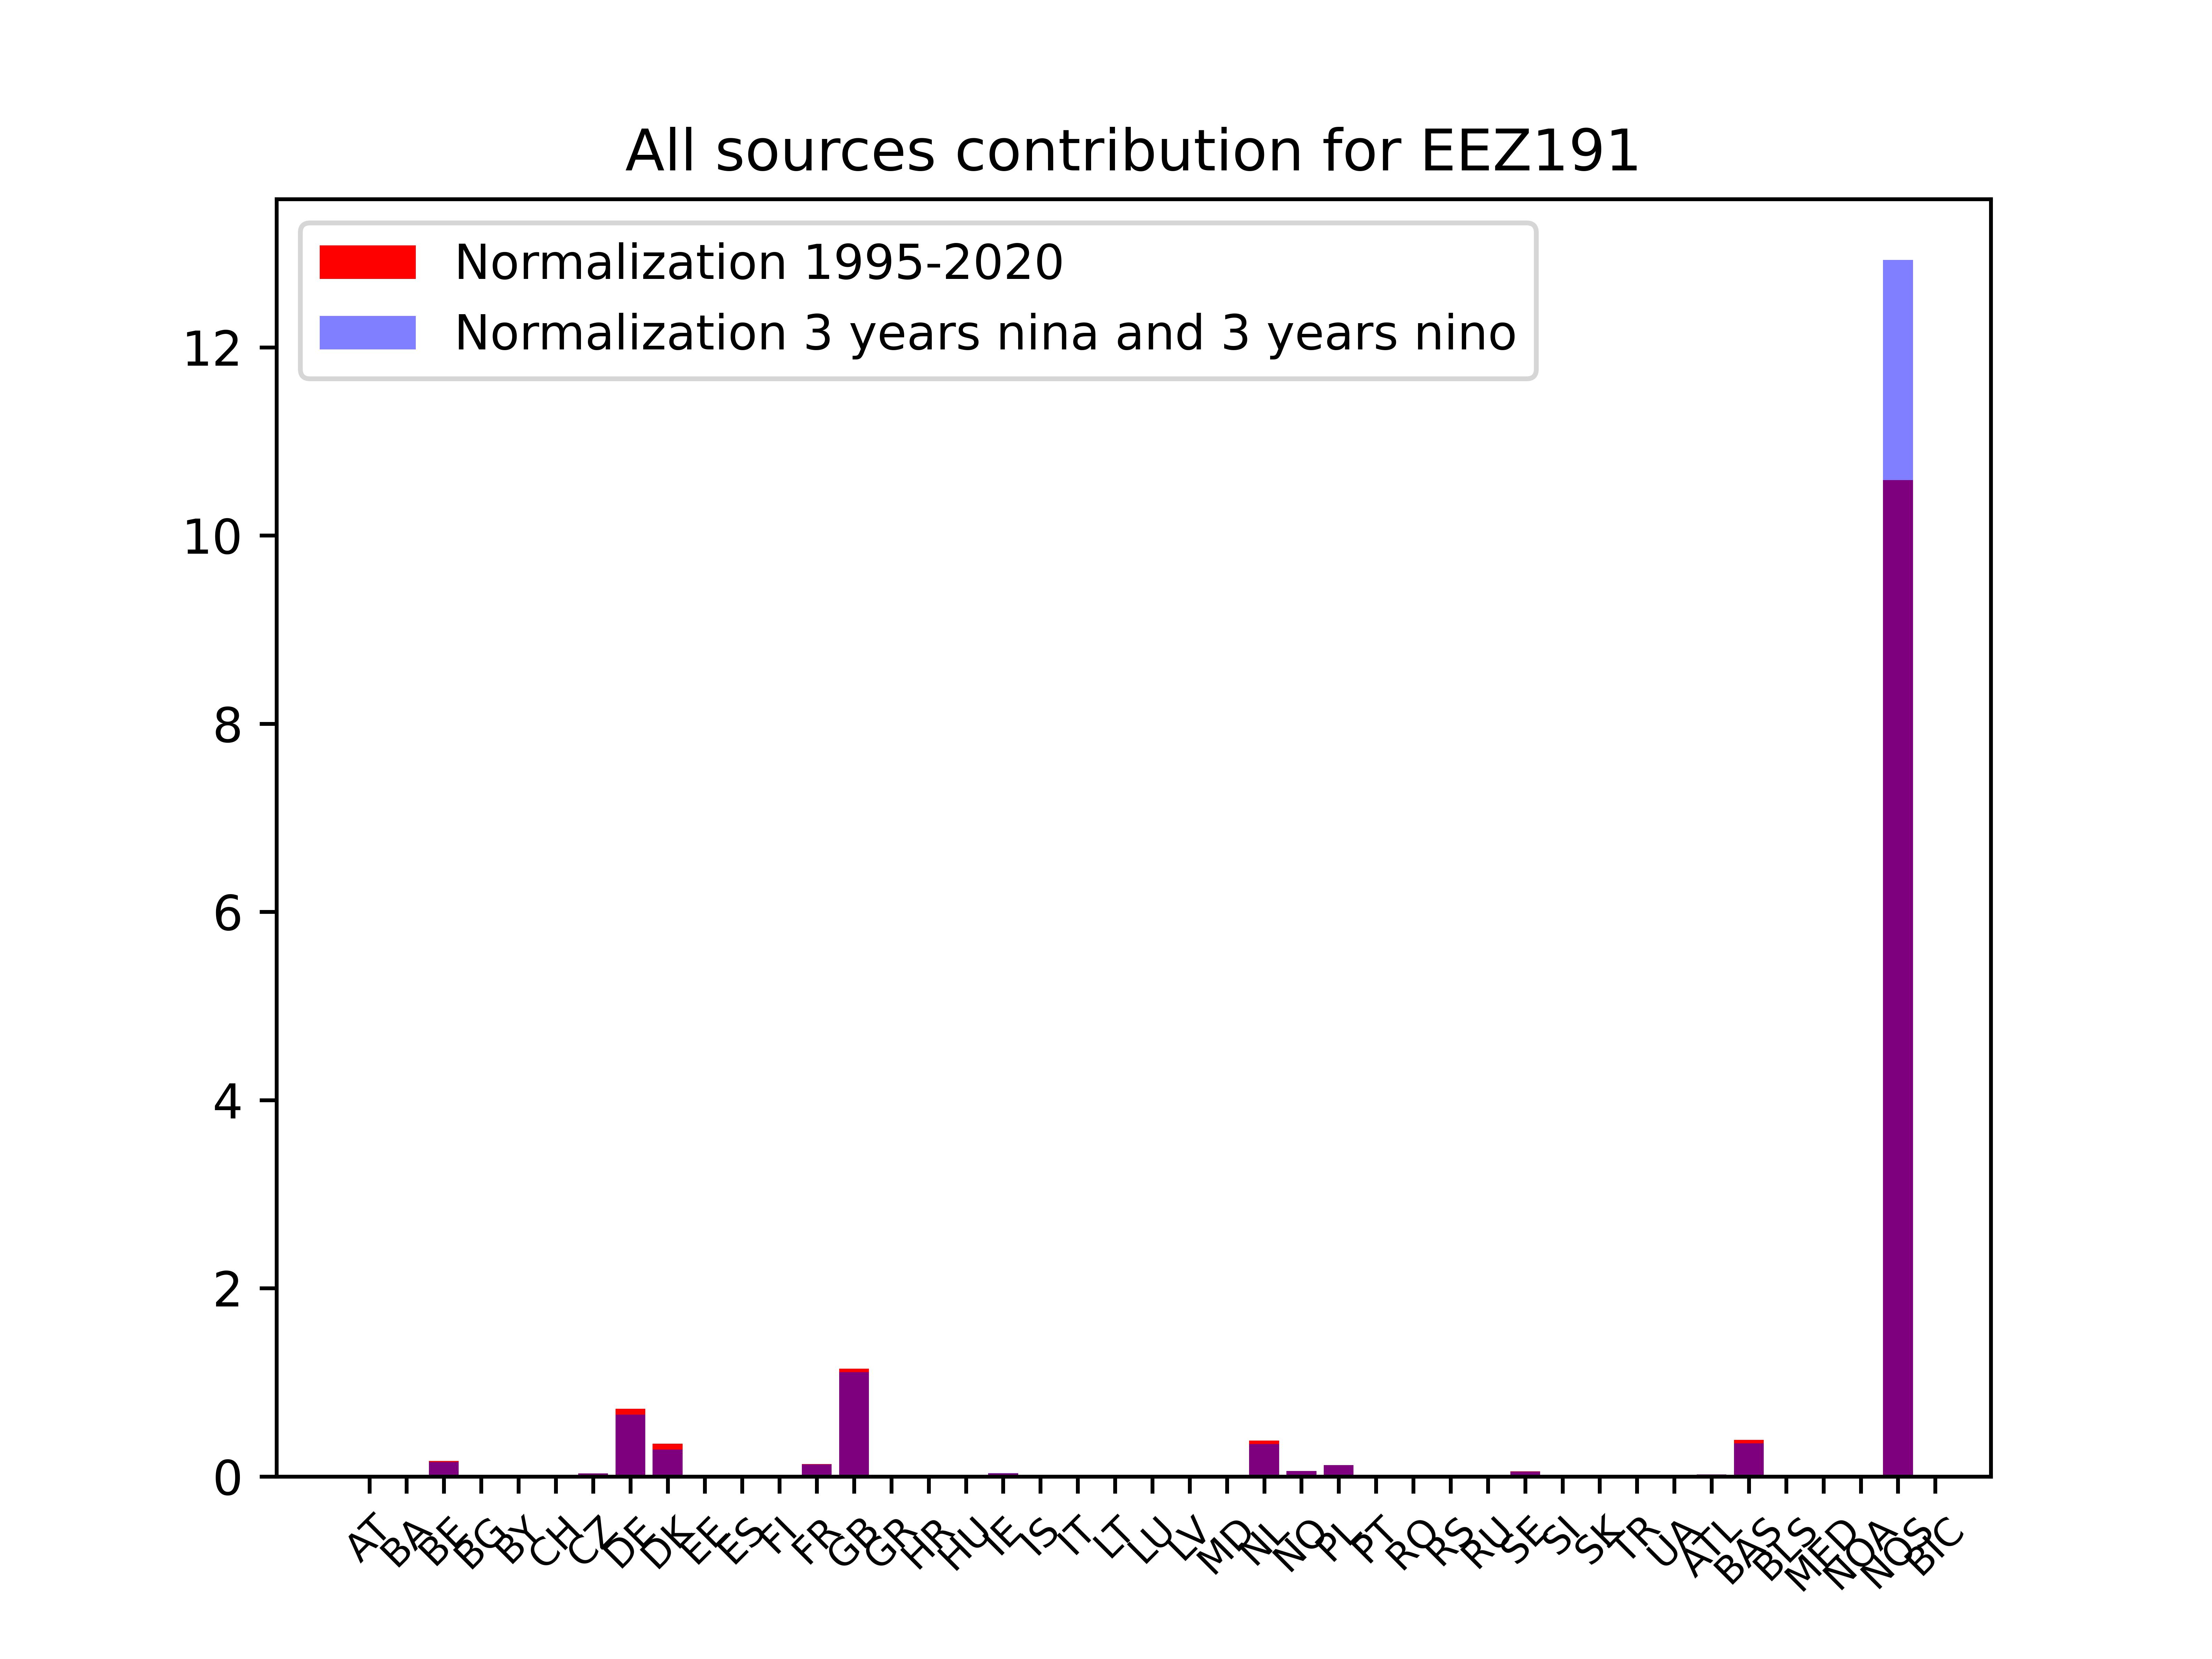 All sources contribution for EEZ191
Normalization 1995-2020
Normalization 3 years nina and 3 years nino
12
10
8
6
4
2
0
AT
BA
BE
BG
BY
CH
CZ
DE
DK
EE
ES
FI
FR
GB
GR
HR
HU
IE
IS
IT
LT
LU
LV
MD
NL
NO
PL
PT
RO
RS
RU
SE
SI
SK
TR
UA
ATL
BAS
BLS
MED
NOA
NOS
BIC